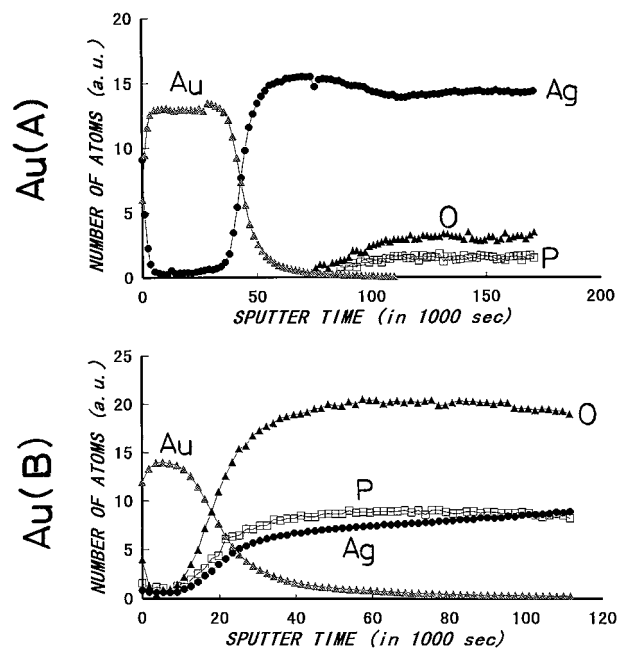 Au(A)
NUMBER OF ATOMS (a.u.)
20
15
10
5
0
Au
Ag
O
P
0 50 100 150 200
SPUTTER TIME (in 1000 sec)
Au(B)
NUMBER OF ATOMS (a.u.)
25
20
15
10
5
0
Au
O
P
Ag
0 20 40 60 80 100 120
SPUTTER TIME (in 1000 sec)